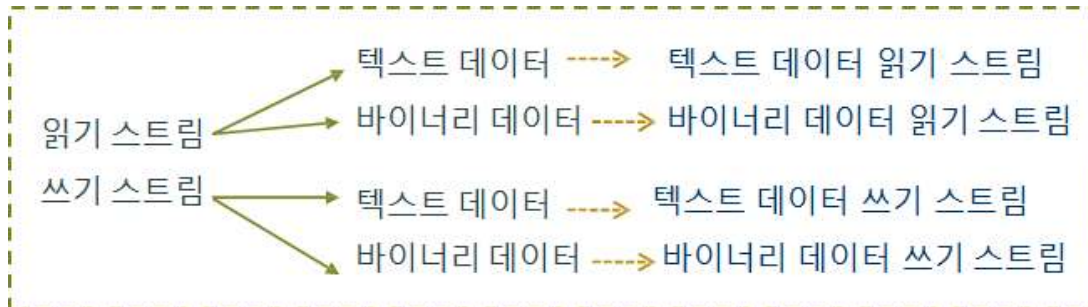 텍스트 데이터 텍스트 데이터 읽기 스트림
바이너리 데이터 바이너리 데이터 읽기 스트림
읽기 스트림
쓰기 스트림
텍스트 데이터 텍스트 데이터 쓰기 스트림
바이너리 데이터 바이너리 데이터 쓰기 스트림